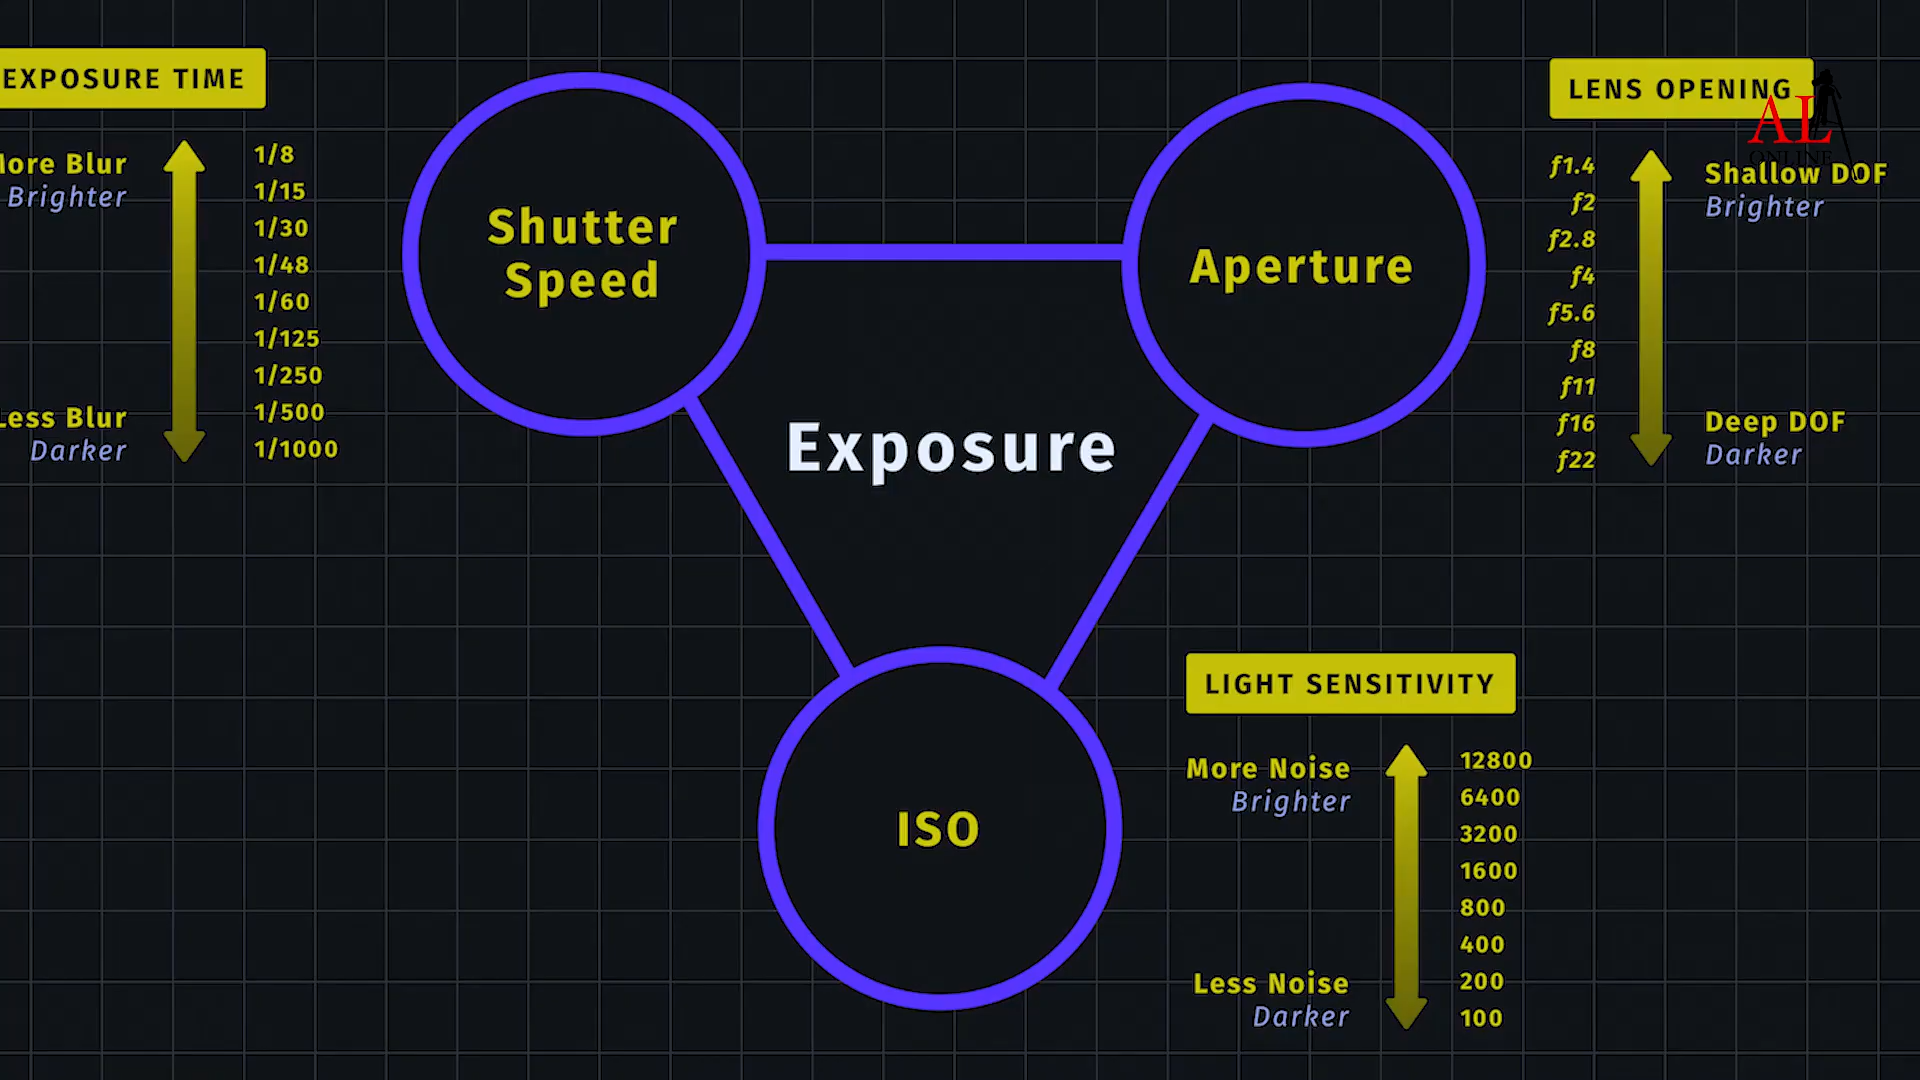 EXPOSURE TIME
More Blur
Brighter
Less Blur
Darker
1/8
1/15
1/30
1/48
1/60
1/125
1/250
1/500
1/1000
Shutter
Speed
Exposure
Aperture
LENS OPENING
AL
ONLINE
f1.4
f2
f2.8
f4
f5.6
f8
f11
f16
f22
Shallow DOF
Brighter
Deep DOF
Darker
ISO
LIGHT SENSITIVITY
More Noise
Brighter
Less Noise
Darker
12800
6400
3200
1600
800
400
200
100